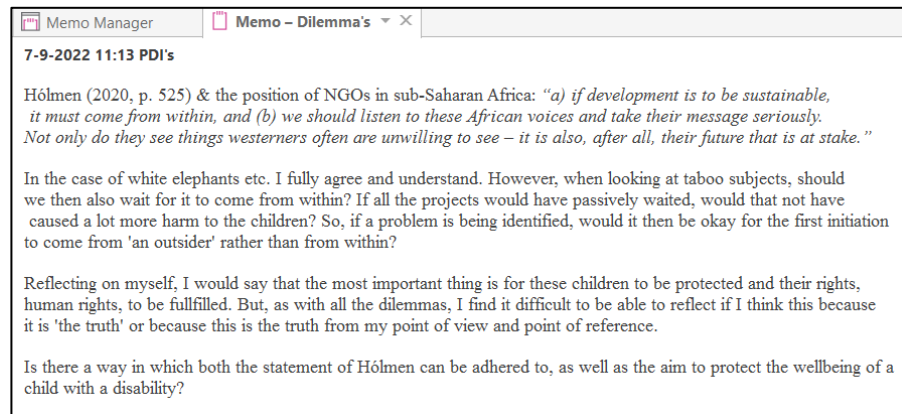 Memo Manager
Memo – Dilemma's
7-9-2022 11:13 PDI's
Hólmen (2020, p. 525) & the position of NGOs in sub-Saharan Africa: “a) if development is to be sustainable,
it must come from within, and (b) we should listen to these African voices and take their message seriously.
Not only do they see things westerners often are unwilling to see – it is also, after all, their future that is at stake.”
In the case of white elephants etc. I fully agree and understand. However, when looking at taboo subjects, should
we then also wait for it to come from within? If all the projects would have passively waited, would that not have
caused a lot more harm to the children? So, if a problem is being identified, would it then be okay for the first initiation
to come from 'an outsider' rather than from within?
Reflecting on myself, I would say that the most important thing is for these children to be protected and their rights,
human rights, to be fullfilled. But, as with all the dilemmas, I find it difficult to be able to reflect if I think this because
it is 'the truth' or because this is the truth from my point of view and point of reference.
Is there a way in which both the statement of Hólmen can be adhered to, as well as the aim to protect the wellbeing of a
child with a disability?